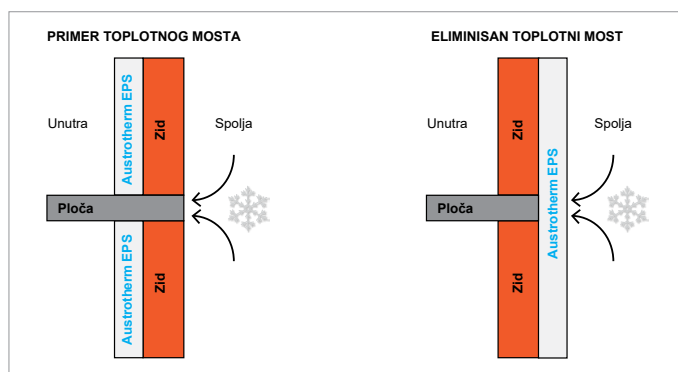 PRIMER TOPLOTNOG MOSTA
Unutra
Austrotherm EPS
Zid
Spolja
Ploča
Austrotherm EPS
Zid
ELIMINISAN TOPLOTNI MOST
Unutra
Zid
Austrotherm EPS
Spolja
Ploča
Zid